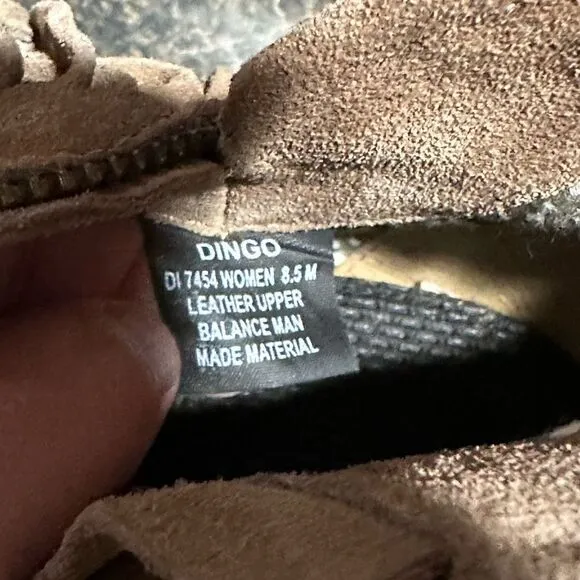 DINGO
DI 7454 WOMEN 8.5 M
LEATHER UPPER
BALANCE MAN
MADE MATERIAL